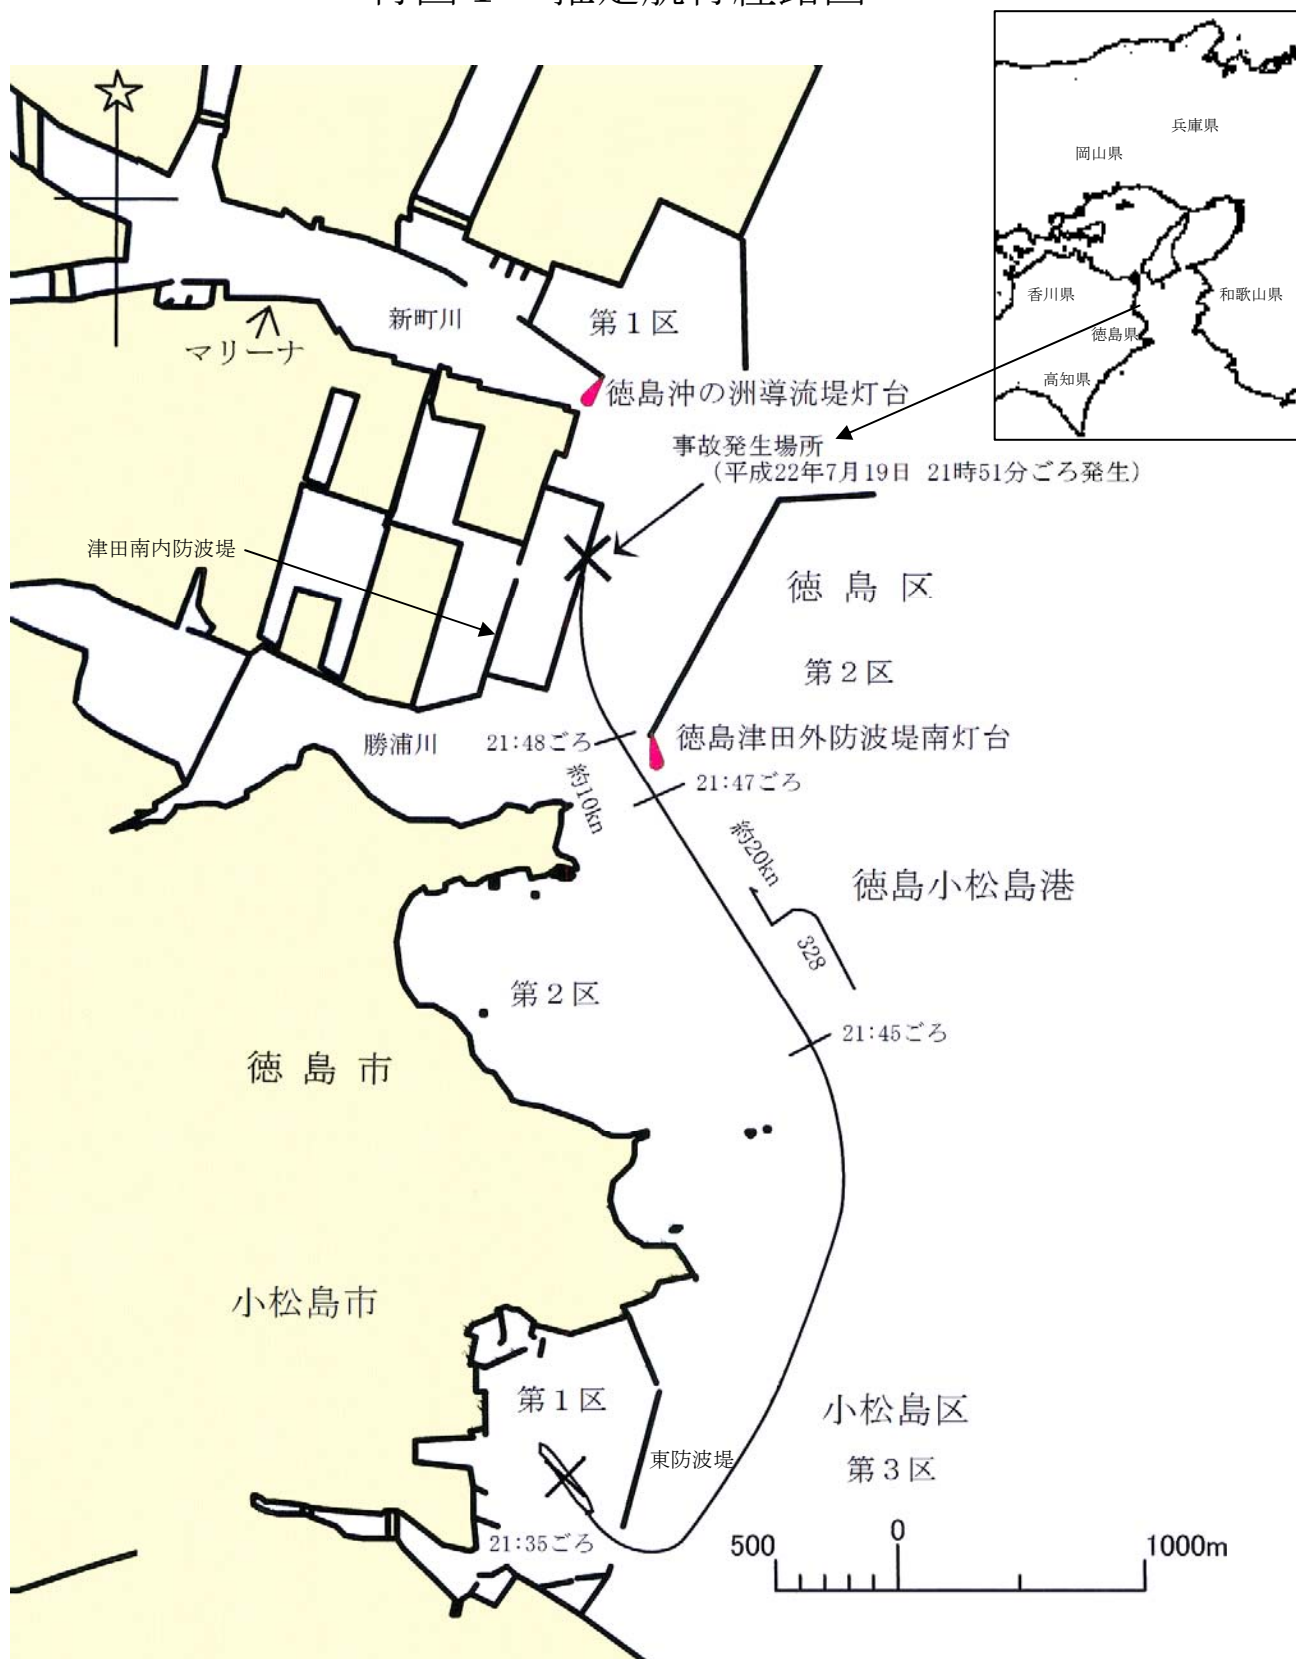 兵庫県
岡山県
香川県
和歌山県
徳島県
高知県
新町川
第1区
マリーナ
徳島沖の洲導流堤灯台
事故発生場所
(平成22年7月19日 21時51分ごろ発生)
津田南内防波堤
徳島区
第2区
勝浦川
21:48ごろ
徳島津田外防波堤南灯台
21:47ごろ
約10kn
約20kn
徳島小松島港
328
第2区
21:45ごろ
徳島市
小松島市
第1区
小松島区
東防波堤
第3区
21:35ごろ
500
0
1000m